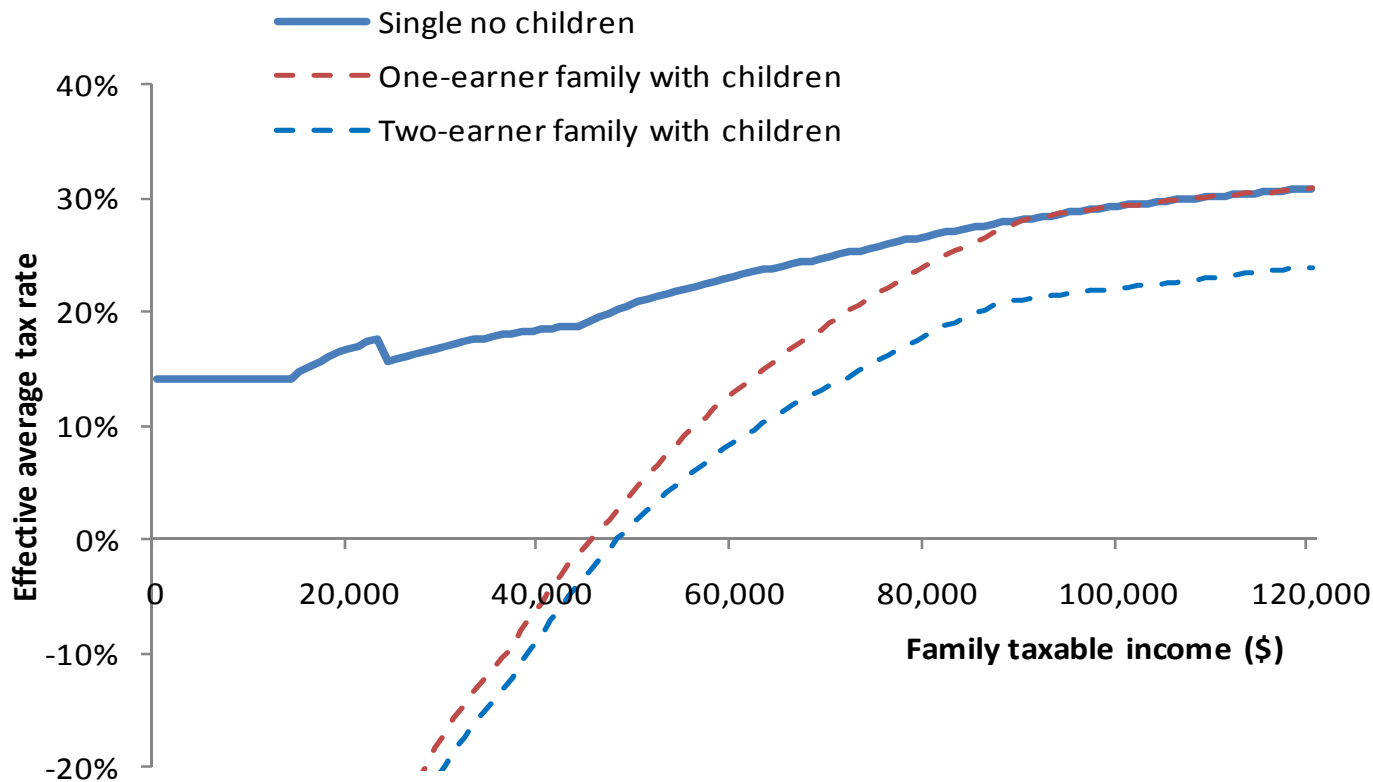 Single no children
One-earner family with children
Two-earner family with children
Effective average tax rate
40%
30%
20%
10%
0%
-10%
-20%
0
20,000
40,000
60,000
80,000
100,000
120,000
Family taxable income ($)